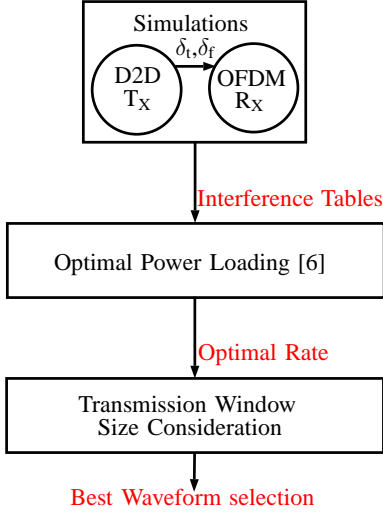 Simulations
δt,δf
D2D
TX
OFDM
RX
Interference Tables
Optimal Power Loading [6]
Optimal Rate
Transmission Window
Size Consideration
Best Waveform selection